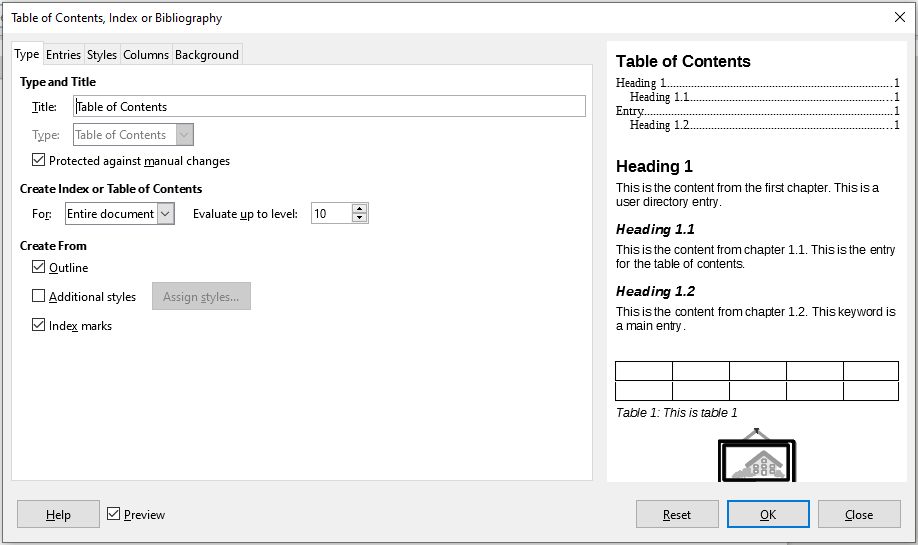 Table of Contents, Index or Bibliography
Type Entries Styles Columns Background
Type and Title
Title: Table of Contents
Type: Table of Contents
Protected against manual changes
Create Index or Table of Contents
For: Entire document Evaluate up to level: 10
Create From
Outline
Additional styles Assign styles...
Index marks
Table of Contents
Heading 1..........1
Heading 1.1..........1
Entry..........1
Heading 1.2..........1
Heading 1
This is the content from the first chapter. This is a
user directory entry.
Heading 1.1
This is the content from chapter 1.1. This is the entry
for the table of contents.
Heading 1.2
This is the content from chapter 1.2. This keyword is
a main entry.
Table 1: This is table 1
Help Preview Reset OK Close